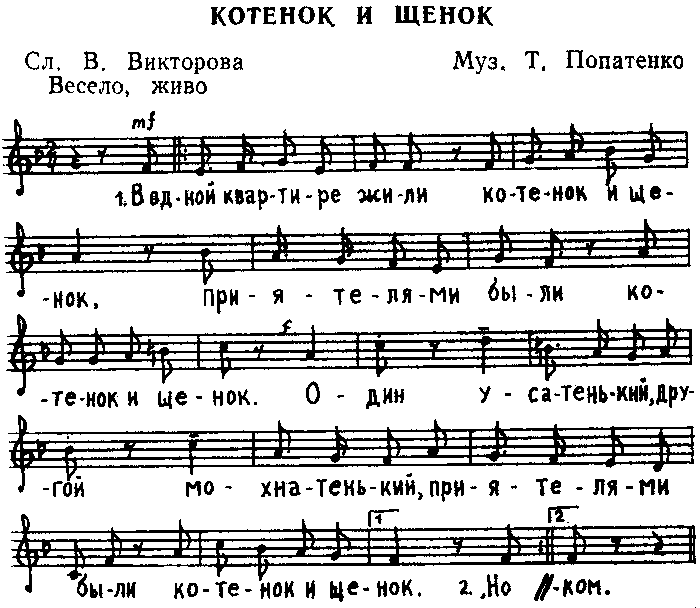 КОТЕНОК И ЩЕНОК
Сл. В. Викторова Муз. Т. Попатенко
Весело, живо
mf
1. В од-ной квар-ти-ре жи-ли ко-те-нок и ще-
-нок, при-я-те-ля-ми бы-ли ко-
f
-те-нок и ще-нок. О-дин у-са-тень-кий, дру-
-гой мо-хна-тень-кий, при-я-те-ля-ми
1 2
бы-ли ко-те-нок и ще-нок. 2. Но -ком.